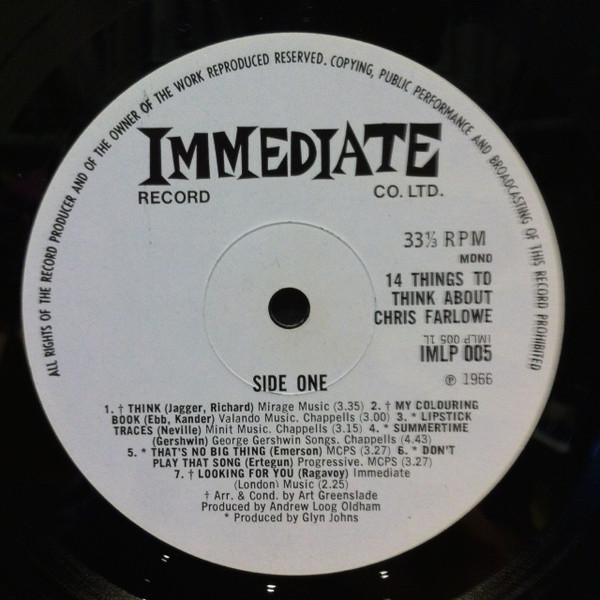 ALL RIGHTS OF THE RECORD PRODUCER AND OF THE OWNER OF THE WORK REPRODUCED RESERVED. COPYING, PUBLIC PERFORMANCE AND BROADCASTING OF THIS RECORD PROHIBITED
IMMEDIATE
RECORD CO. LTD.
33⅓ RPM
MONO
14 THINGS TO
THINK ABOUT
CHRIS FARLOWE
IMLP 005 1L
IMLP 005
SIDE ONE
℗ 1966
1. † THINK (Jagger, Richard) Mirage Music (3.35) 2. † MY COLOURING
BOOK (Ebb, Kander) Valando Music. Chappells (3.00) 3. * LIPSTICK
TRACES (Neville) Minit Music. Chappells (3.15) 4. * SUMMERTIME
(Gershwin) George Gershwin Songs. Chappells (4.43)
5. * THAT'S NO BIG THING (Emerson) MCPS (3.27) 6. * DON'T
PLAY THAT SONG (Ertegun) Progressive. MCPS (3.27)
7. † LOOKING FOR YOU (Ragavoy) Immediate
(London) Music (2.25)
† Arr. & Cond. by Art Greenslade
Produced by Andrew Loog Oldham
* Produced by Glyn Johns